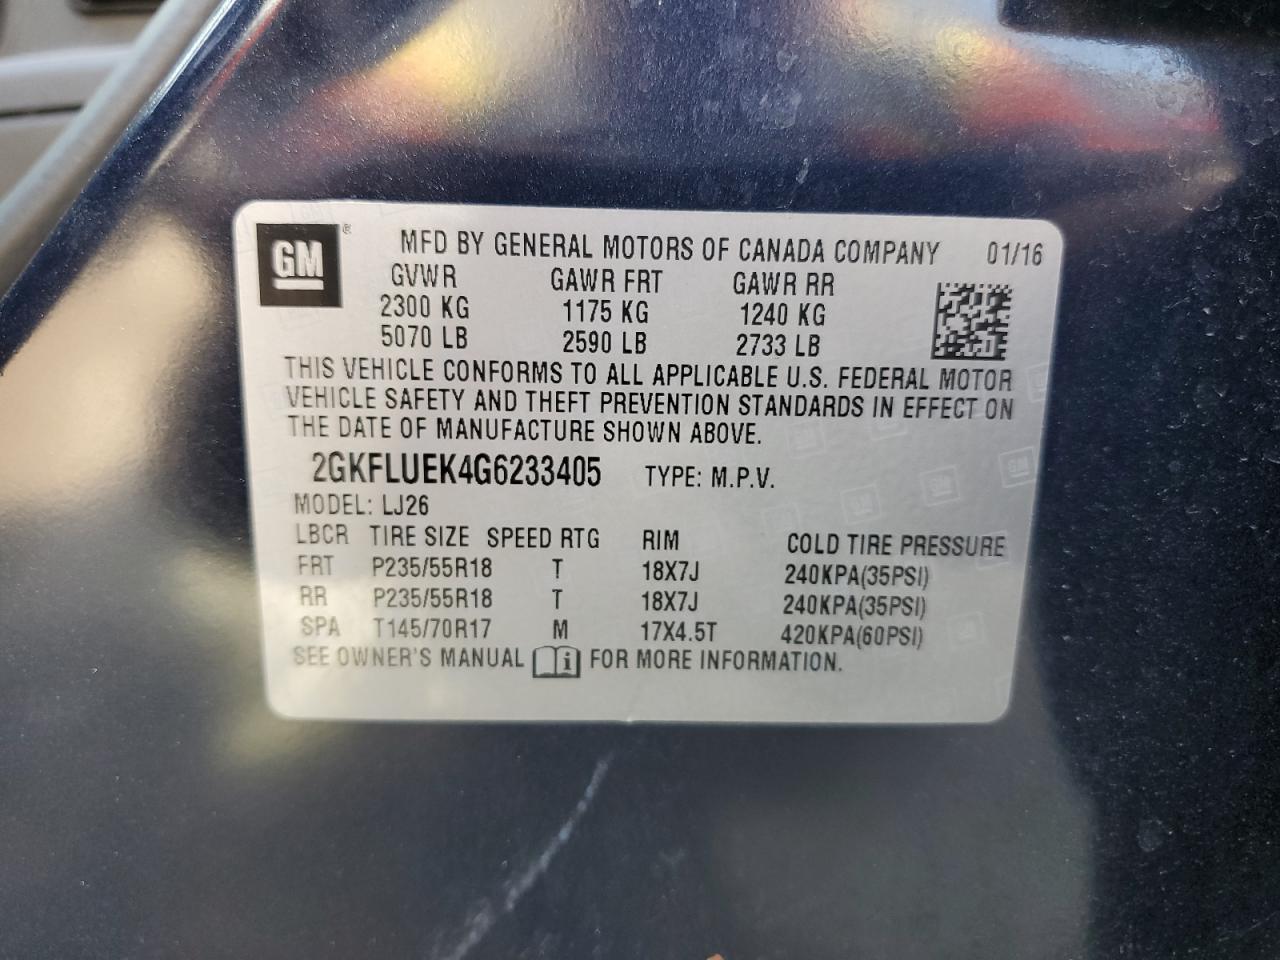 GM ® MFD BY GENERAL MOTORS OF CANADA COMPANY 01/16
GVWR GAWR FRT GAWR RR
2300 KG 1175 KG 1240 KG
5070 LB 2590 LB 2733 LB
THIS VEHICLE CONFORMS TO ALL APPLICABLE U.S. FEDERAL MOTOR
VEHICLE SAFETY AND THEFT PREVENTION STANDARDS IN EFFECT ON
THE DATE OF MANUFACTURE SHOWN ABOVE.
2GKFLUEK4G6233405 TYPE: M.P.V.
MODEL: LJ26
LBCR TIRE SIZE SPEED RTG RIM COLD TIRE PRESSURE
FRT P235/55R18 T 18X7J 240KPA(35PSI)
RR P235/55R18 T 18X7J 240KPA(35PSI)
SPA T145/70R17 M 17X4.5T 420KPA(60PSI)
SEE OWNER'S MANUAL i FOR MORE INFORMATION.